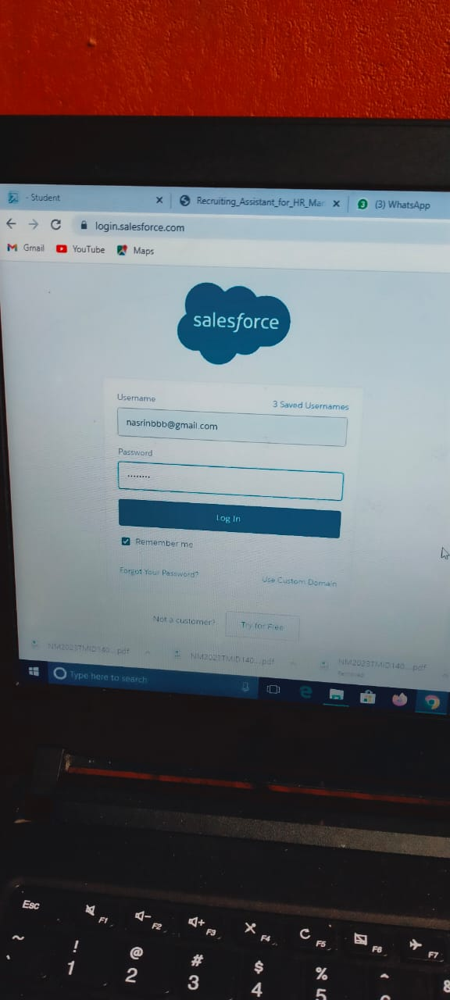 - Student
Recruiting_Assistant_for_HR_Mar
(3) WhatsApp
login.salesforce.com
Gmail
YouTube
Maps
salesforce
Username
3 Saved Usernames
nasrinbbb@gmail.com
Password
Log In
Remember me
Forgot Your Password?
Use Custom Domain
Not a customer?
Try for Free
NM2023TMID140....pdf
NM2023TMID140....pdf
NM2023TMID140....pdf
Removed
Type here to search
Esc
F1
F2
F3
F4
C F5
F6
F7
~ ! @ # $ % ^
` 1 2 3 4 5